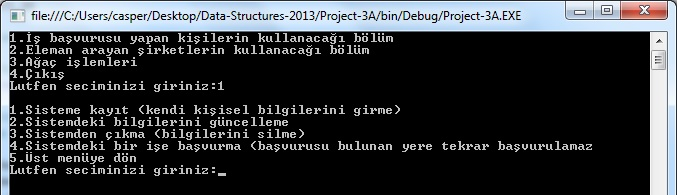 file:///C:/Users/casper/Desktop/Data-Structures-2013/Project-3A/bin/Debug/Project-3A.EXE
1.İş başvurusu yapan kişilerin kullanacağı bölüm
2.Eleman arayan şirketlerin kullanacağı bölüm
3.Ağaç işlemleri
4.Çıkış
Lutfen seciminizi giriniz:1
1.Sisteme kayıt (kendi kişisel bilgilerini girme)
2.Sistemdeki bilgilerini güncelleme
3.Sistemden çıkma (bilgilerini silme)
4.Sistemdeki bir işe başvurma (başvurusu bulunan yere tekrar başvurulamaz
5.Üst menüye dön
Lutfen seciminizi giriniz:_